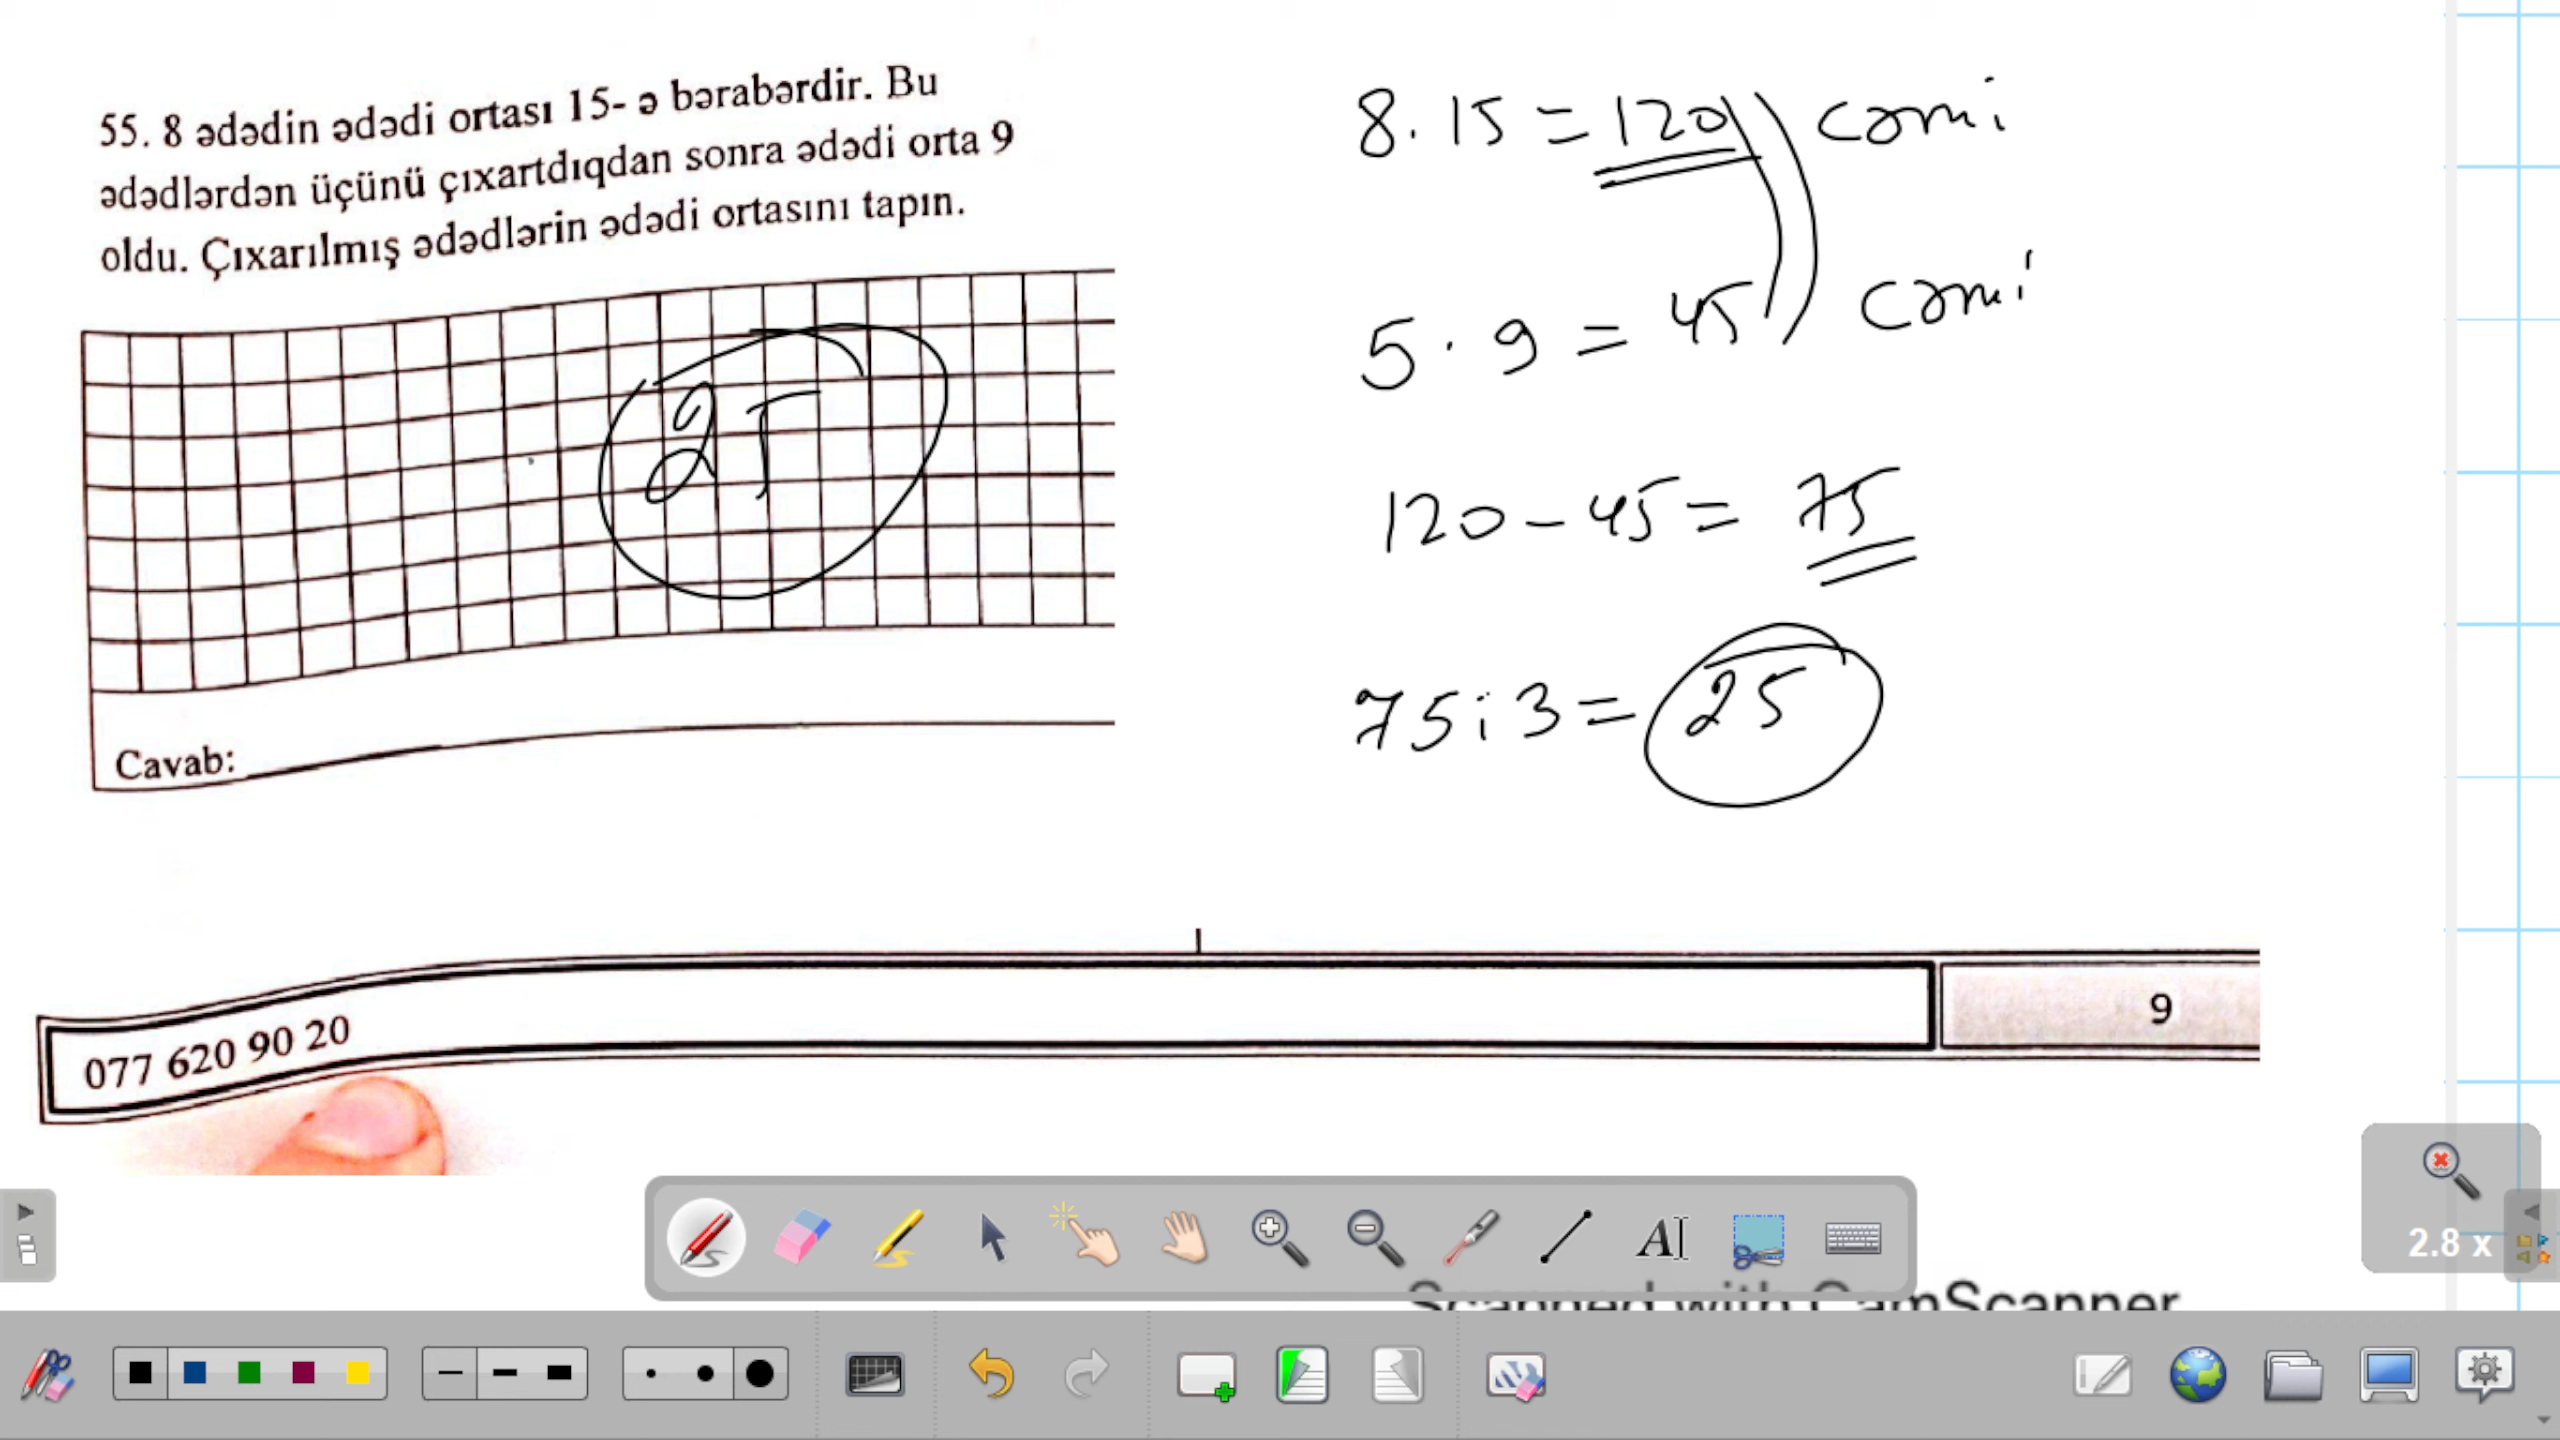 55. 8 ədədin ədədi ortası 15- ə bərabərdir. Bu
ədədlərdən üçünü çıxartdıqdan sonra ədədi orta 9
oldu. Çıxarılmış ədədlərin ədədi ortasını tapın.
25
Cavab:
8 . 15 = 120 cəmi
5 . 9 = 45 cəmi
120 - 45 = 75
75 : 3 = 25
077 620 90 20
9
2.8 x
Scanned with CamScanner